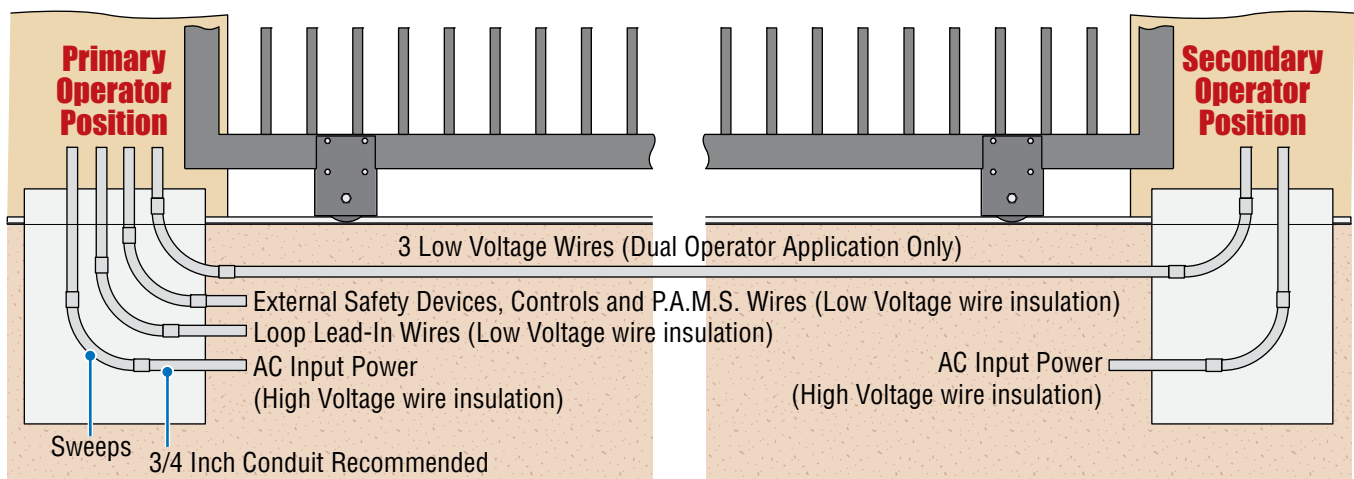 Primary
Operator
Position
Secondary
Operator
Position
3 Low Voltage Wires (Dual Operator Application Only)
External Safety Devices, Controls and P.A.M.S. Wires (Low Voltage wire insulation)
Loop Lead-In Wires (Low Voltage wire insulation)
AC Input Power
(High Voltage wire insulation)
AC Input Power
(High Voltage wire insulation)
Sweeps
3/4 Inch Conduit Recommended